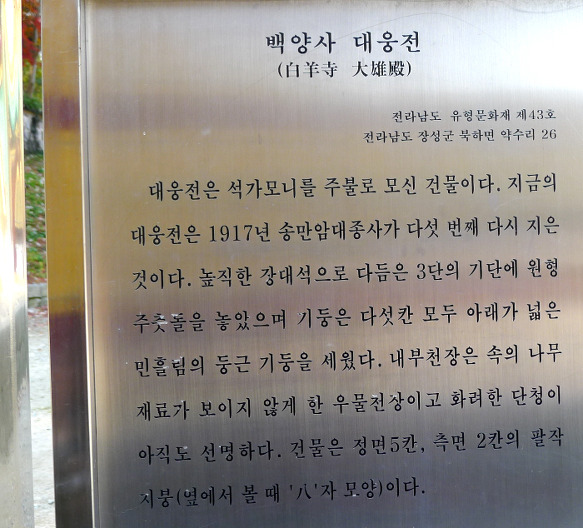 백양사 대웅전
(白羊寺 大雄殿)
전라남도 유형문화재 제43호
전라남도 장성군 북하면 약수리 26
대웅전은 석가모니를 주불로 모신 건물이다. 지금의
대웅전은 1917년 송만암대종사가 다섯 번째 다시 지은
것이다. 높직한 강대석으로 다듬은 3단의 기단에 원형
주춧돌을 놓았으며 기둥은 다섯칸 모두 아래가 넓은
민흘림의 둥근 기둥을 세웠다. 내부천장은 속의 나무
재료가 보이지 않게 한 우물천상이고 화려한 단청이
아직도 선명하다. 건물은 정면5칸, 측면 2칸의 팔작
지붕(옆에서 볼 때 '八'자 모양)이다.